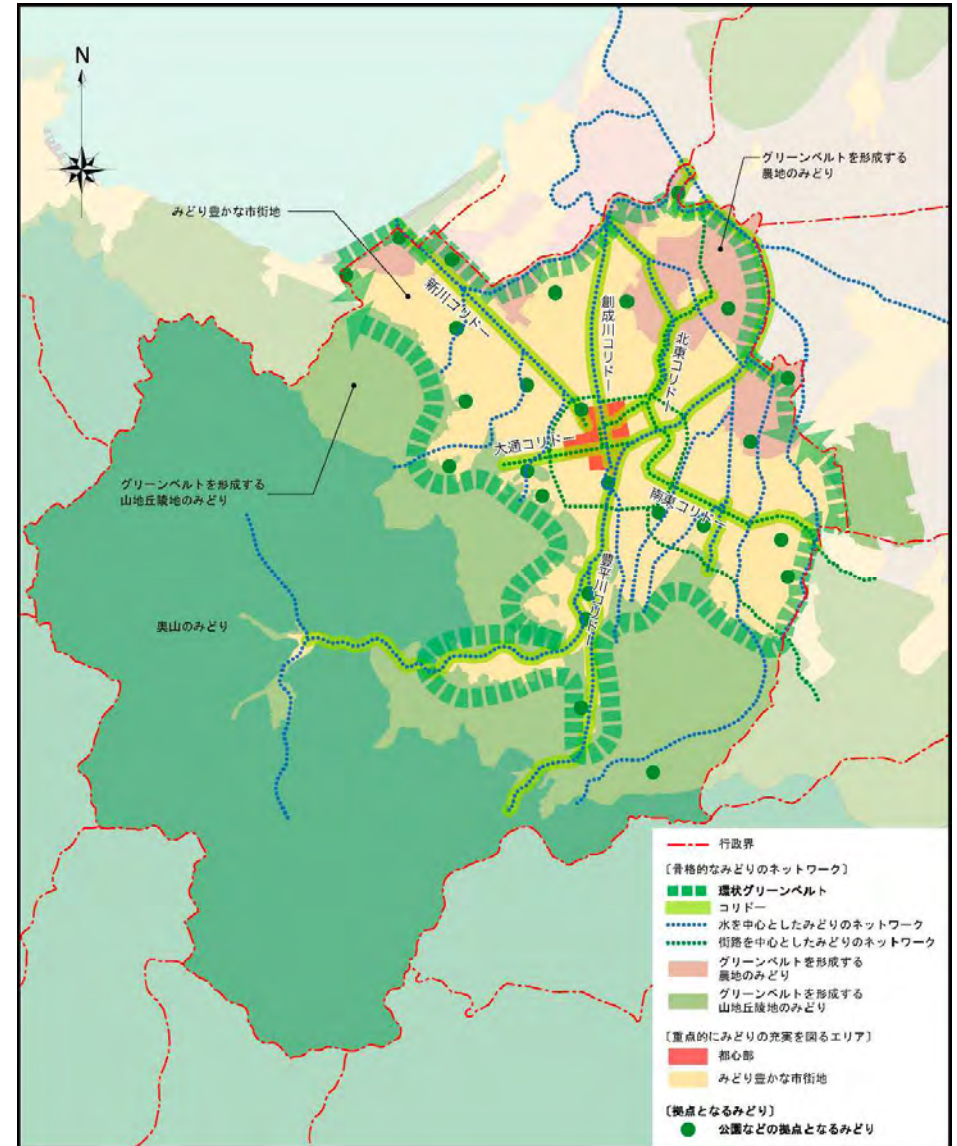 N
グリーンベルトを形成する
農地のみどり
みどり豊かな市街地
新川コリドー
創成川コリドー
北東コリドー
大通コリドー
グリーンベルトを形成する
山地丘陵地のみどり
南東コリドー
豊平川コリドー
奥山のみどり
行政界
〔骨格的なみどりのネットワーク〕
環状グリーンベルト
コリドー
水を中心としたみどりのネットワーク
街路を中心としたみどりのネットワーク
グリーンベルトを形成する
農地のみどり
グリーンベルトを形成する
山地丘陵地のみどり
〔重点的にみどりの充実を図るエリア〕
都心部
みどり豊かな市街地
〔拠点となるみどり〕
公園などの拠点となるみどり